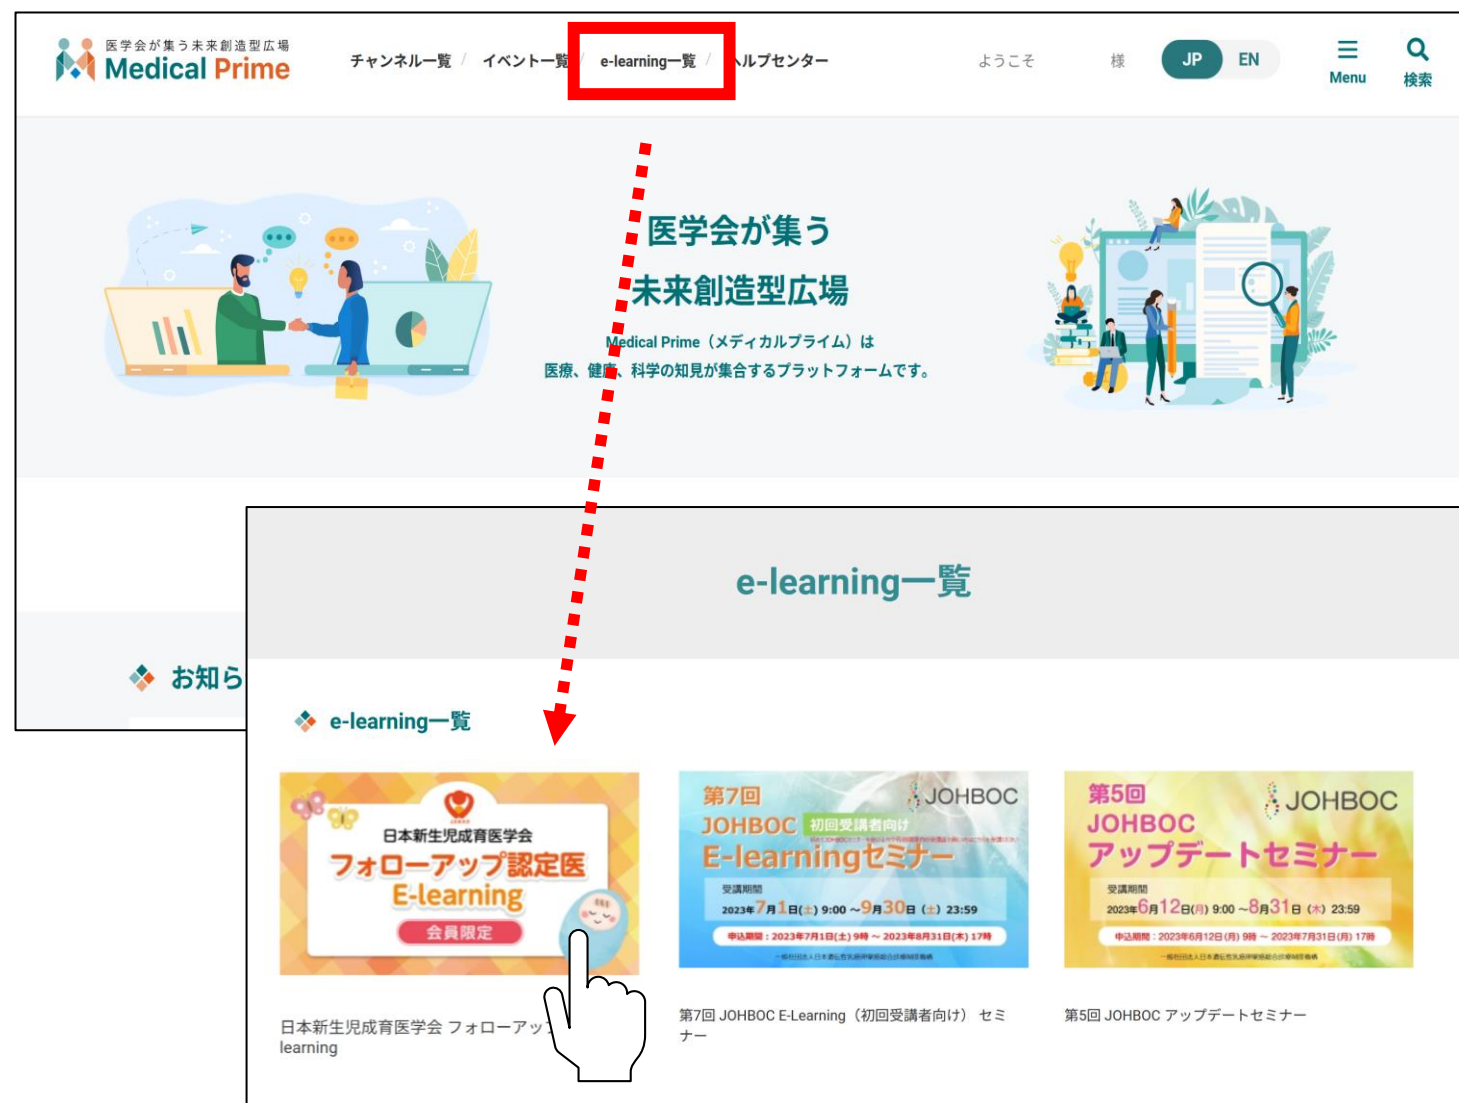 医学会が集う未来創造型広場
Medical Prime
チャンネル一覧 / イベント一覧 / e-learning一覧 / ヘルプセンター
ようこそ 様
JP EN
Menu
検索
医学会が集う
未来創造型広場
Medical Prime（メディカルプライム）は
医療、健康、科学の知見が集合するプラットフォームです。
お知ら
e-learning一覧
e-learning一覧
日本新生児成育医学会
フォローアップ認定医
E-learning
会員限定
日本新生児成育医学会 フォローアッ
learning
第7回
JOHBOC
JOHBOC 初回受講者向け
E-learningセミナー
受講期間
2023年7月1日(土) 9:00 ～9月30日（土）23:59
申込期間：2023年7月1日(土) 9時 ～ 2023年8月31日(木) 17時
第7回 JOHBOC E-Learning（初回受講者向け） セミ
ナー
第5回
JOHBOC
JOHBOC
アップデートセミナー
受講期間
2023年6月12日(月) 9:00 ～8月31日（木）23:59
申込期間：2023年6月12日(月) 9時 ～ 2023年7月31日(月) 17時
第5回 JOHBOC アップデートセミナー